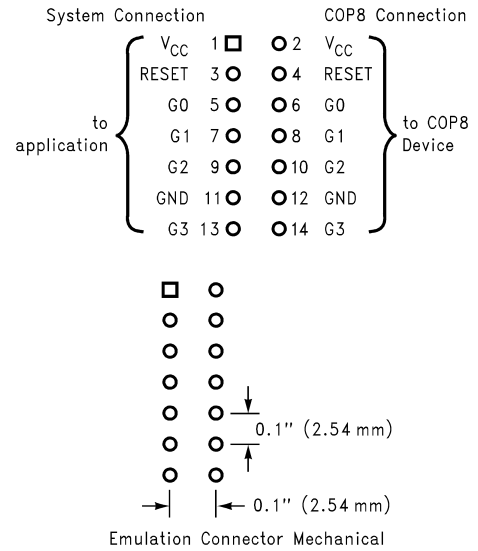 System Connection COP8 Connection
VCC 1 2 VCC
RESET 3 4 RESET
G0 5 6 G0
to application
G1 7 8 G1
to COP8 Device
G2 9 10 G2
GND 11 12 GND
G3 13 14 G3
0.1" (2.54 mm)
0.1" (2.54 mm)
Emulation Connector Mechanical